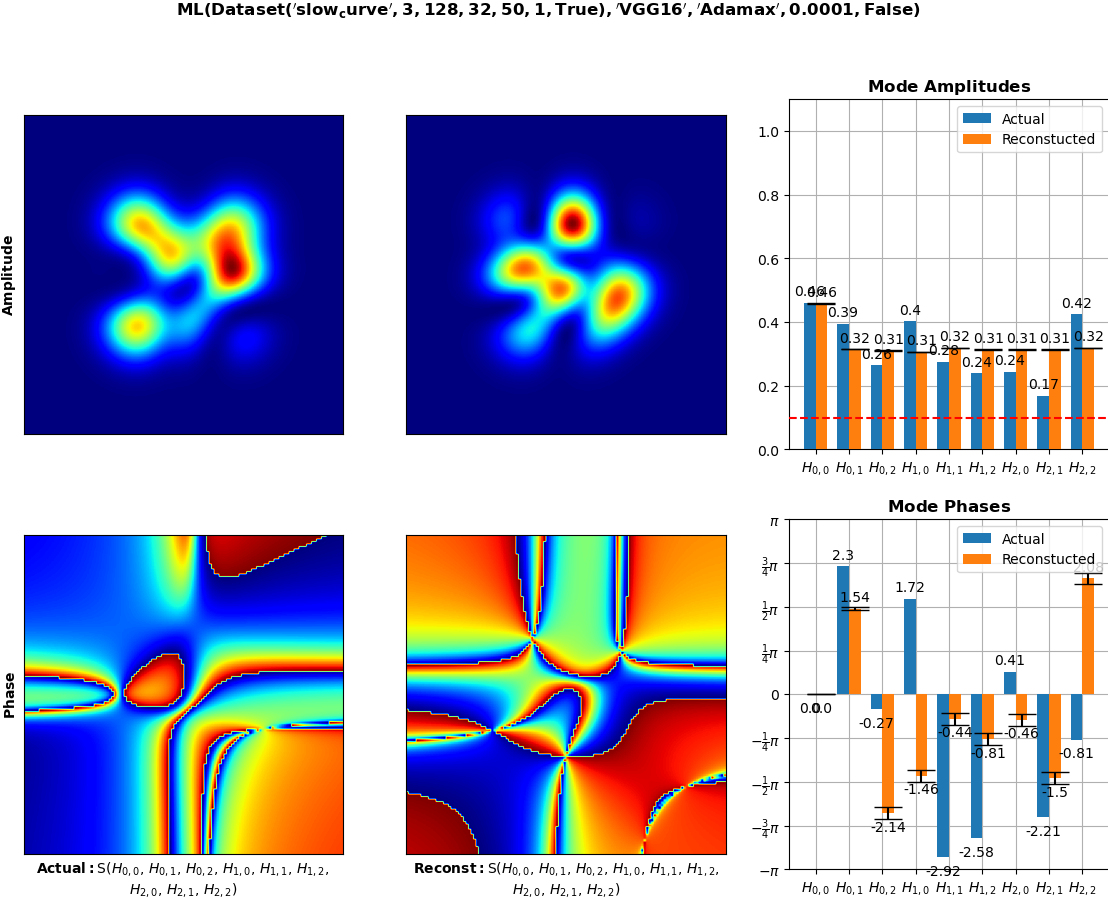 ML(Dataset('slow_curve', 3, 128, 32, 50, 1, True), 'VGG16', 'Adamax', 0.0001, False)
Amplitude
Mode Amplitudes
Actual
Reconstucted
1.0
0.8
0.6
0.4
0.2
0.0
0.46 0.46
0.39 0.32
0.26 0.31
0.4 0.31
0.28 0.32
0.24 0.31
0.24 0.31
0.17 0.31
0.42 0.32
H0,0 H0,1 H0,2 H1,0 H1,1 H1,2 H2,0 H2,1 H2,2
Phase
Actual: S(H0,0, H0,1, H0,2, H1,0, H1,1, H1,2,
H2,0, H2,1, H2,2)
Reconst: S(H0,0, H0,1, H0,2, H1,0, H1,1, H1,2,
H2,0, H2,1, H2,2)
Mode Phases
Actual
Reconstucted
π
3/4π
1/2π
1/4π
0
−1/4π
−1/2π
−3/4π
−π
0.0 0.0
2.3 1.54
-0.27 -2.14
1.72 -1.46
-2.92 -0.44
-2.58 -0.81
0.41 -0.46
-2.21 -1.5
-0.81 2.08
H0,0 H0,1 H0,2 H1,0 H1,1 H1,2 H2,0 H2,1 H2,2